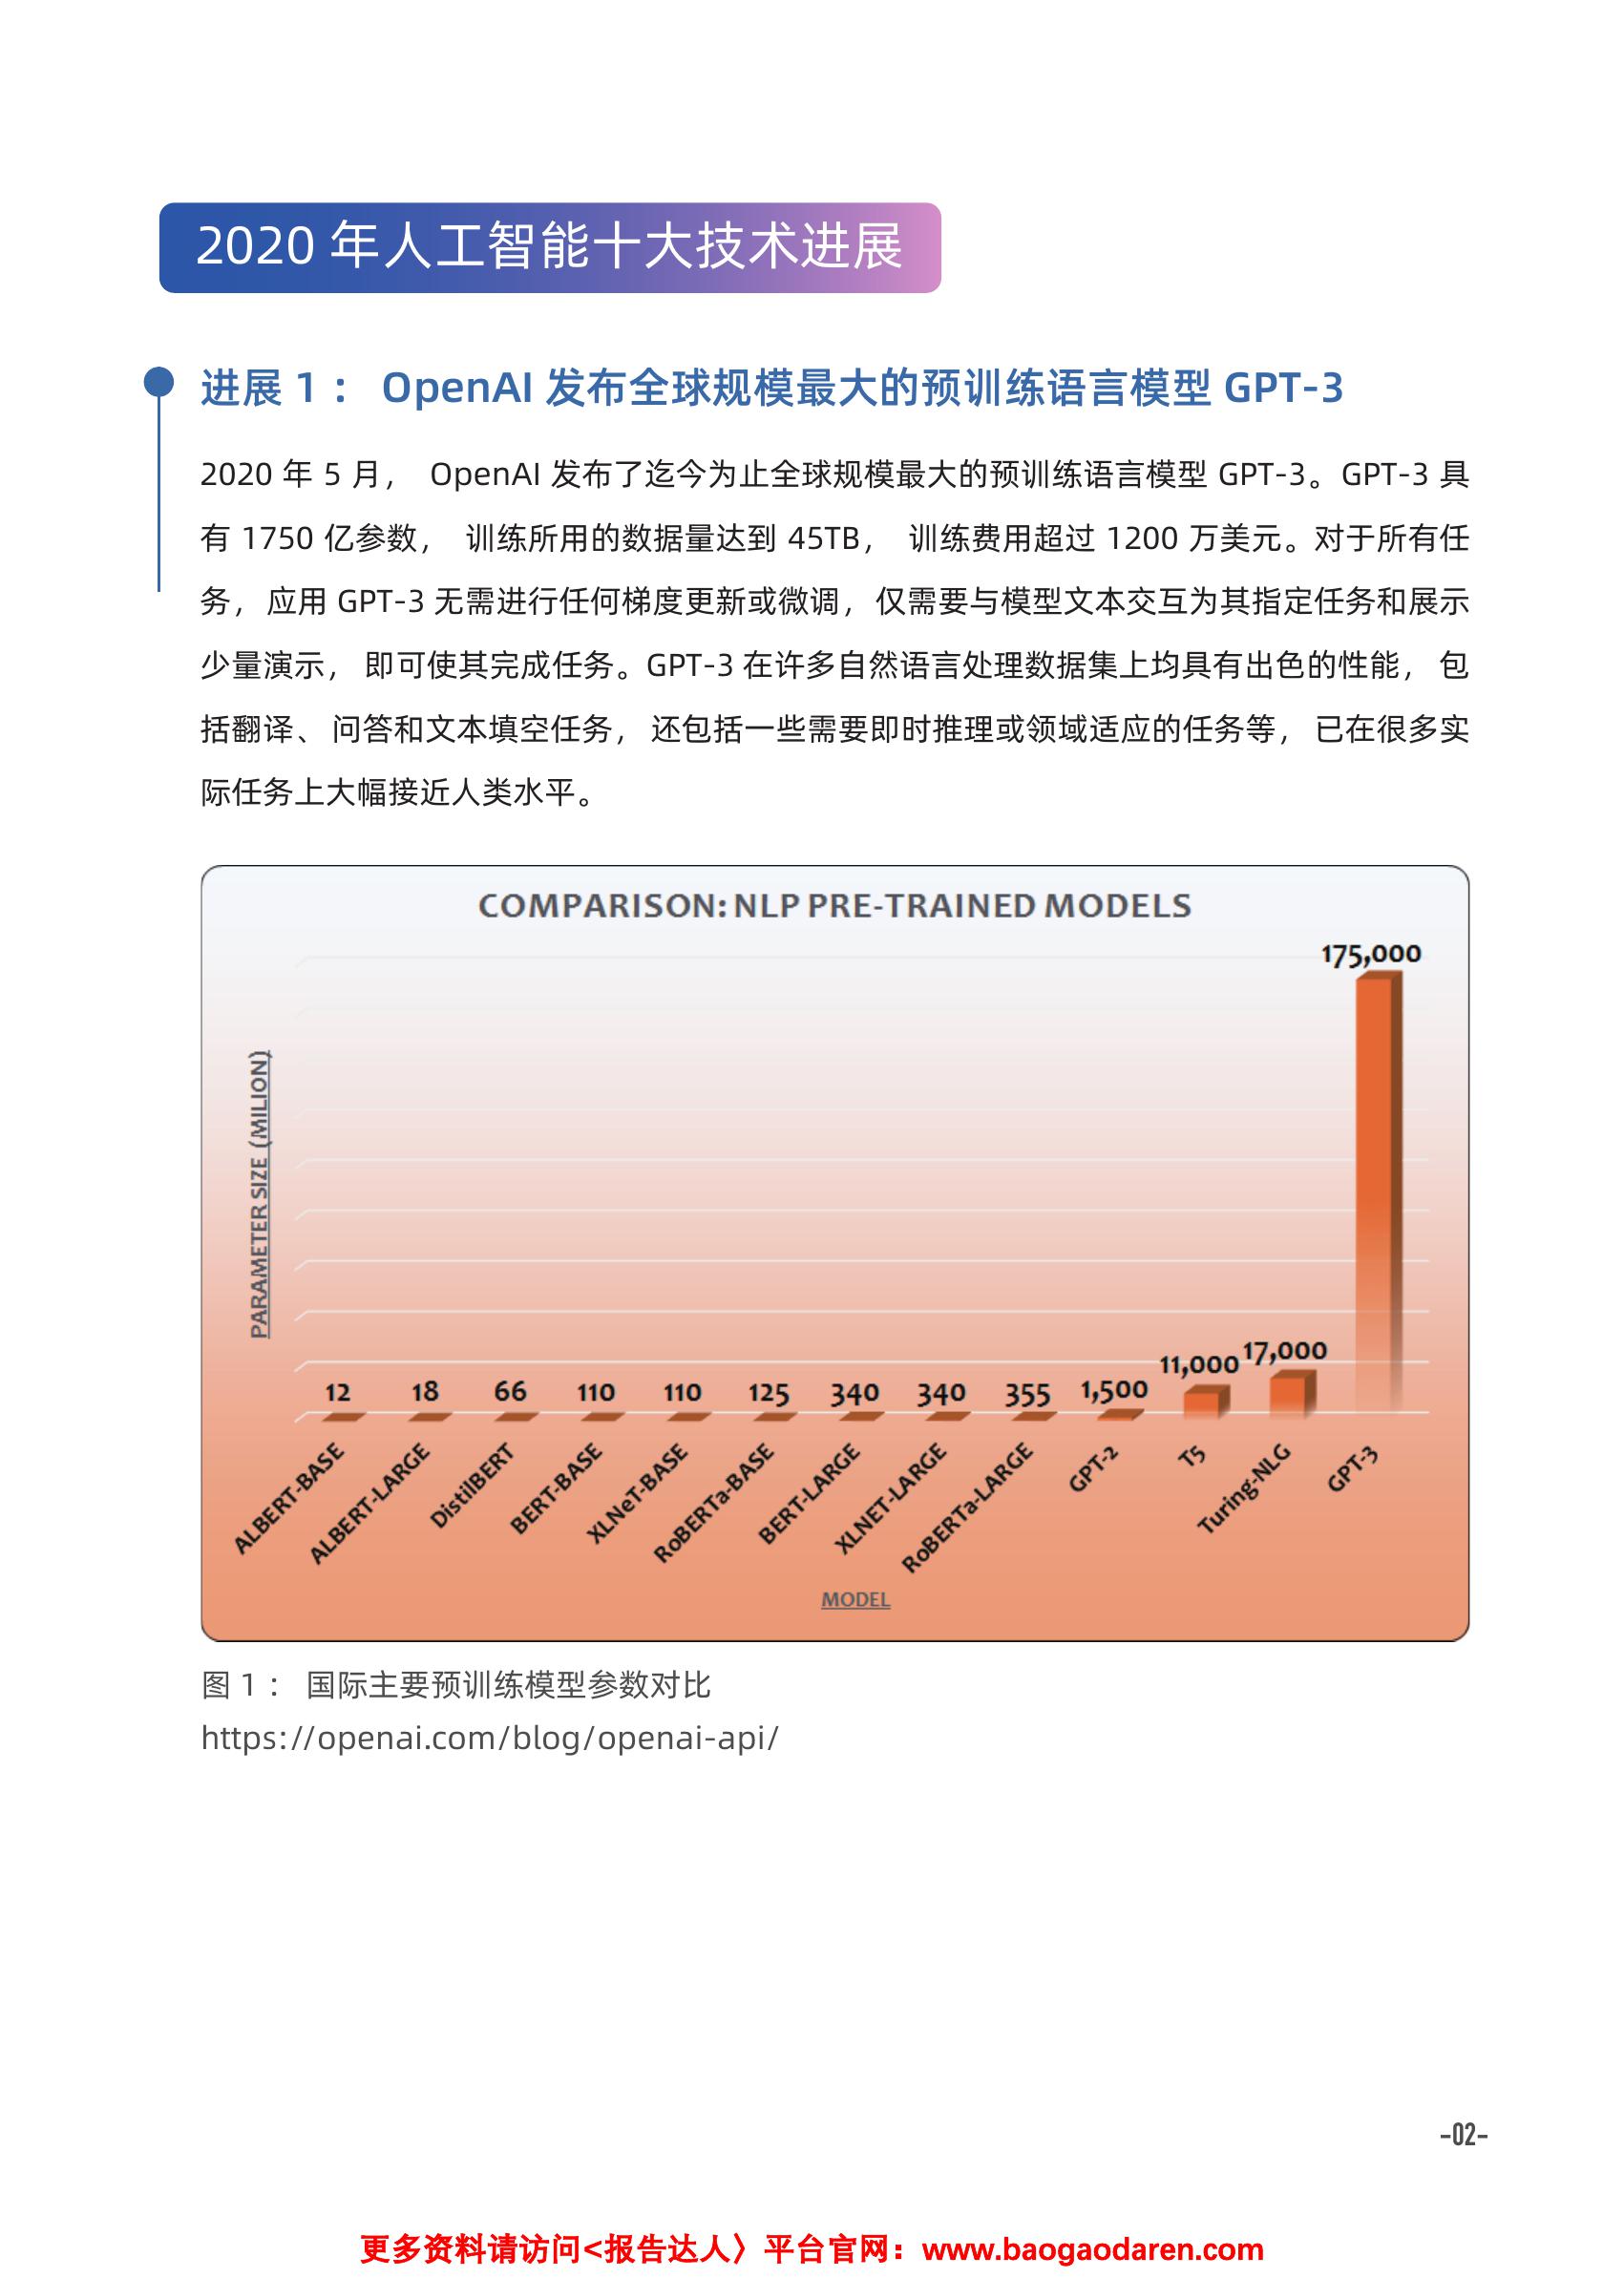 2020 年人工智能十大技术进展
进展 1： OpenAI 发布全球规模最大的预训练语言模型 GPT-3
2020 年 5 月， OpenAI 发布了迄今为止全球规模最大的预训练语言模型 GPT-3。GPT-3 具
有 1750 亿参数， 训练所用的数据量达到 45TB， 训练费用超过 1200 万美元。对于所有任
务，应用 GPT-3 无需进行任何梯度更新或微调，仅需要与模型文本交互为其指定任务和展示
少量演示， 即可使其完成任务。GPT-3 在许多自然语言处理数据集上均具有出色的性能， 包
括翻译、问答和文本填空任务， 还包括一些需要即时推理或领域适应的任务等， 已在很多实
际任务上大幅接近人类水平。
COMPARISON: NLP PRE-TRAINED MODELS
PARAMETER SIZE (MILION)
175,000
12 18 66 110 110 125 340 340 355 1,500 11,000 17,000
ALBERT-BASE
ALBERT-LARGE
DistilBERT
BERT-BASE
XLNeT-BASE
RoBERTa-BASE
BERT-LARGE
XLNET-LARGE
RoBERTa-LARGE
GPT-2
T5
Turing-NLG
GPT-3
MODEL
图 1： 国际主要预训练模型参数对比
https://openai.com/blog/openai-api/
-02-
更多资料请访问<报告达人〉平台官网：www.baogaodaren.com